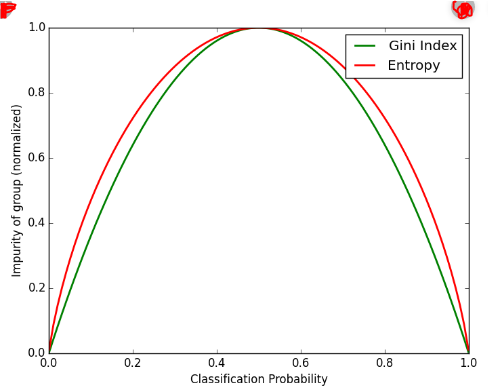 Gini Index
Entropy
Impurity of group (normalized)
1.0
0.8
0.6
0.4
0.2
0.0
0.0 0.2 0.4 0.6 0.8 1.0
Classification Probability